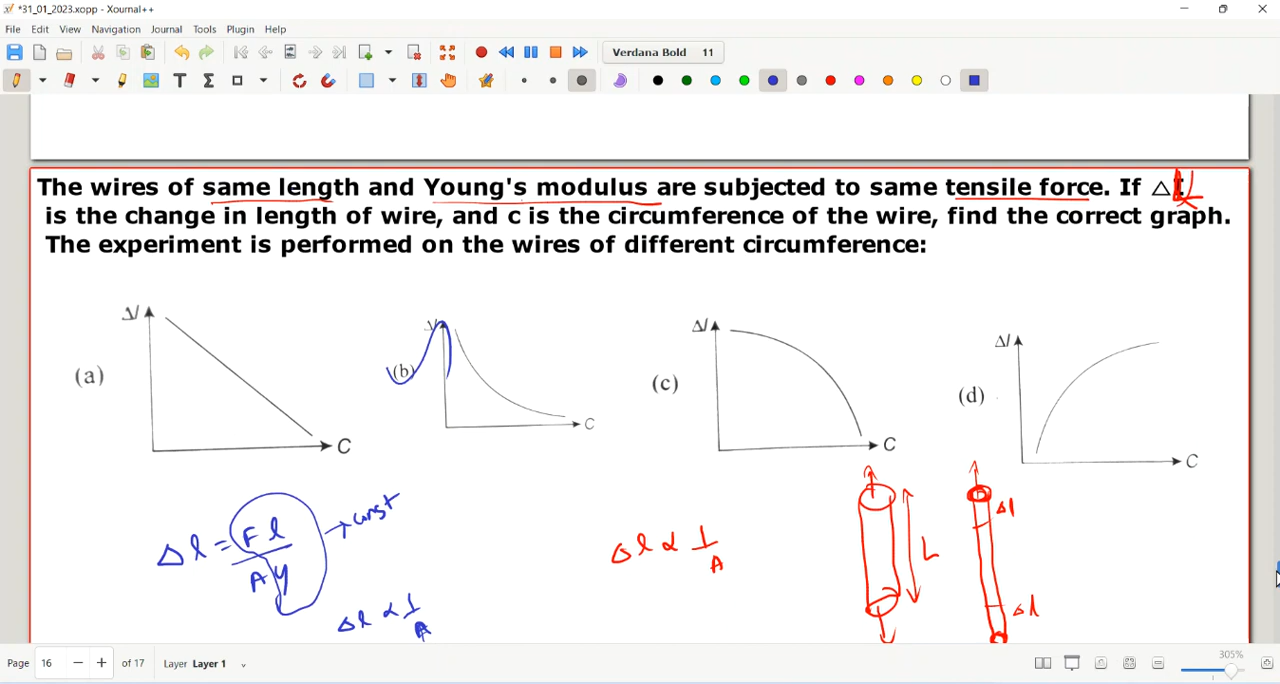 *31_01_2023.xopp - Xournal++
File Edit View Navigation Journal Tools Plugin Help
Verdana Bold 11
The wires of same length and Young's modulus are subjected to same tensile force. If △L
is the change in length of wire, and c is the circumference of the wire, find the correct graph.
The experiment is performed on the wires of different circumference:
(a) Δl C
(b) C
(c) Δl C
(d) Δl C
Δl = Fl / AY → const
Δl ∝ 1/A
Δl ∝ 1/A
L
Δl
Δl
Page 16 of 17 Layer Layer 1
305%